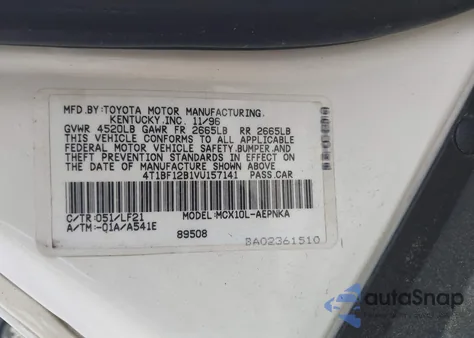 MFD.BY:TOYOTA MOTOR MANUFACTURING.
KENTUCKY.INC. 11/96
GVWR 4520LB GAWR FR 2665LB RR 2665LB
THIS VEHICLE CONFORMS TO ALL APPLICABLE
FEDERAL MOTOR VEHICLE SAFETY,BUMPER,AND
THEFT PREVENTION STANDARDS IN EFFECT ON
THE DATE OF MANUFACTURE SHOWN ABOVE.
4T1BF12B1VU157141 PASS.CAR
C/TR:051/LF21 MODEL:MCX10L-AEPNKA
A/TM:-01A/A541E
89508 BA02361510
autoSnap